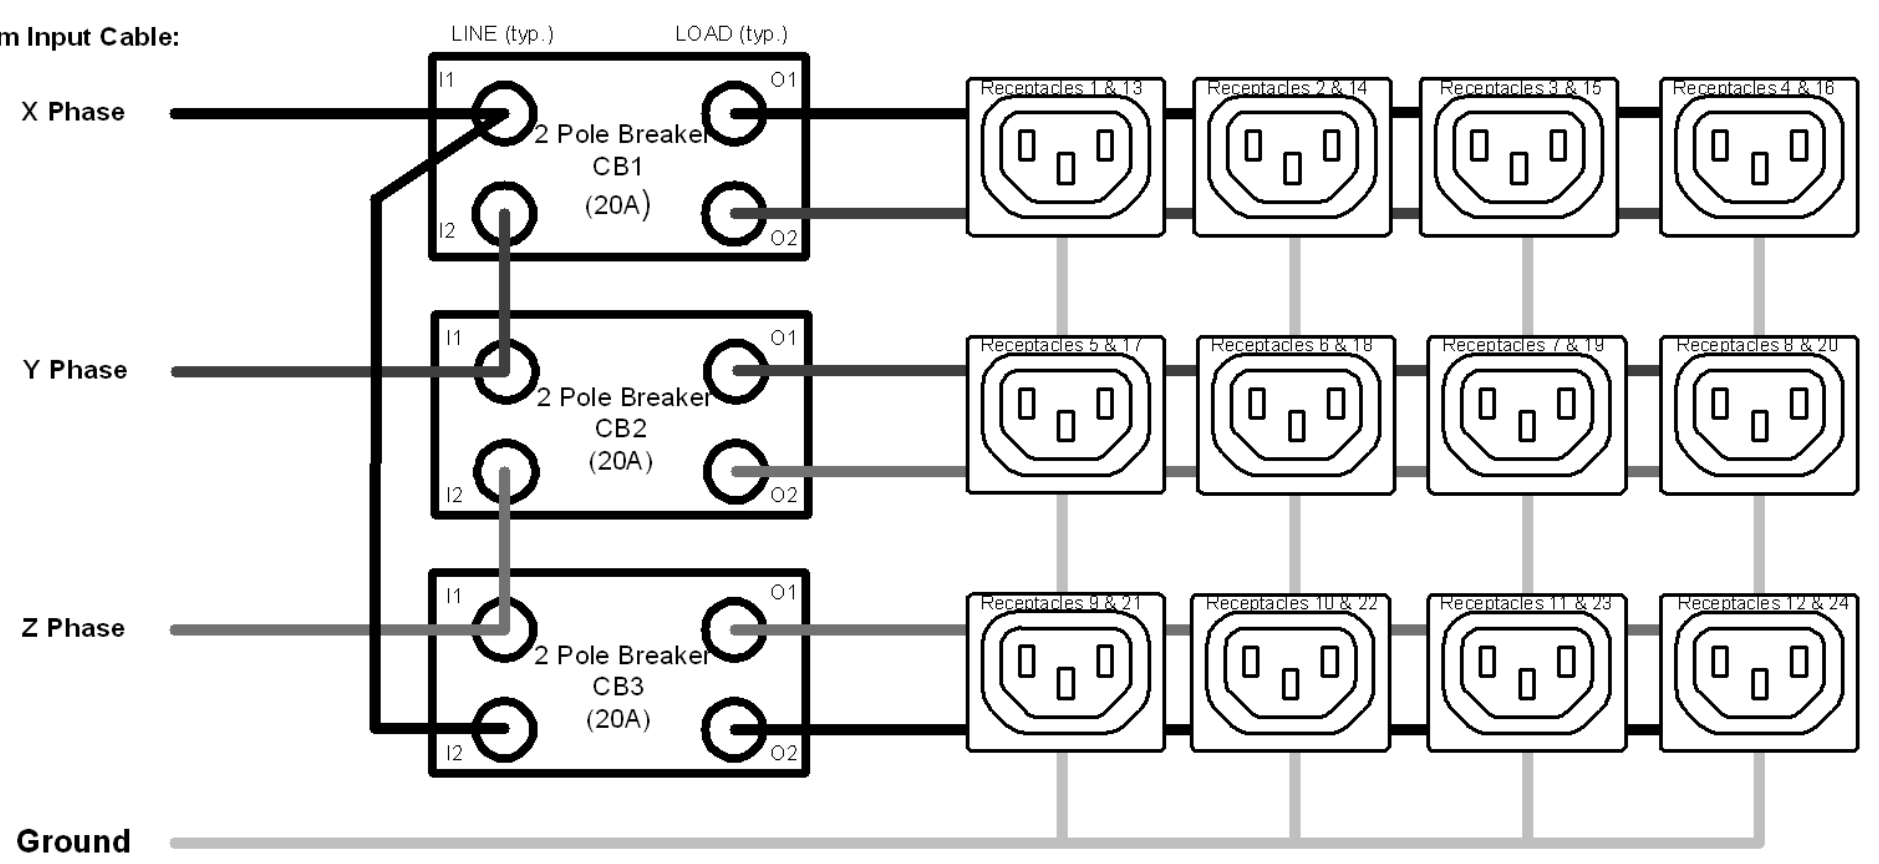 m Input Cable:
LINE (typ.) LOAD (typ.)
I1 O1
X Phase
2 Pole Breaker
CB1
(20A)
I2 O2
Receptacles 1 & 13 Receptacles 2 & 14 Receptacles 3 & 15 Receptacles 4 & 16
I1 O1
Y Phase
2 Pole Breaker
CB2
(20A)
I2 O2
Receptacles 5 & 17 Receptacles 6 & 18 Receptacles 7 & 19 Receptacles 8 & 20
I1 O1
Z Phase
2 Pole Breaker
CB3
(20A)
I2 O2
Receptacles 9 & 21 Receptacles 10 & 22 Receptacles 11 & 23 Receptacles 12 & 24
Ground